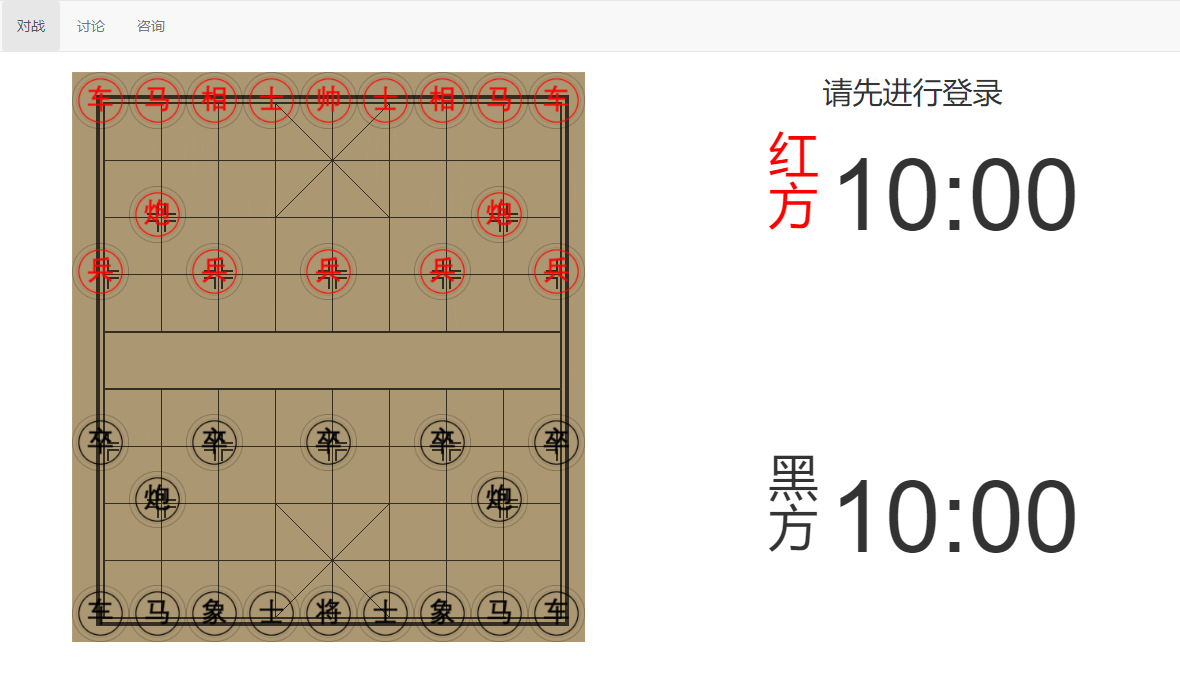 对战 讨论 咨询
车 马 相 士 帅 士 相 马 车
炮 炮
兵 兵 兵 兵 兵
卒 卒 卒 卒 卒
炮 炮
车 马 象 士 将 士 象 马 车
请先进行登录
红方 10:00
黑方 10:00